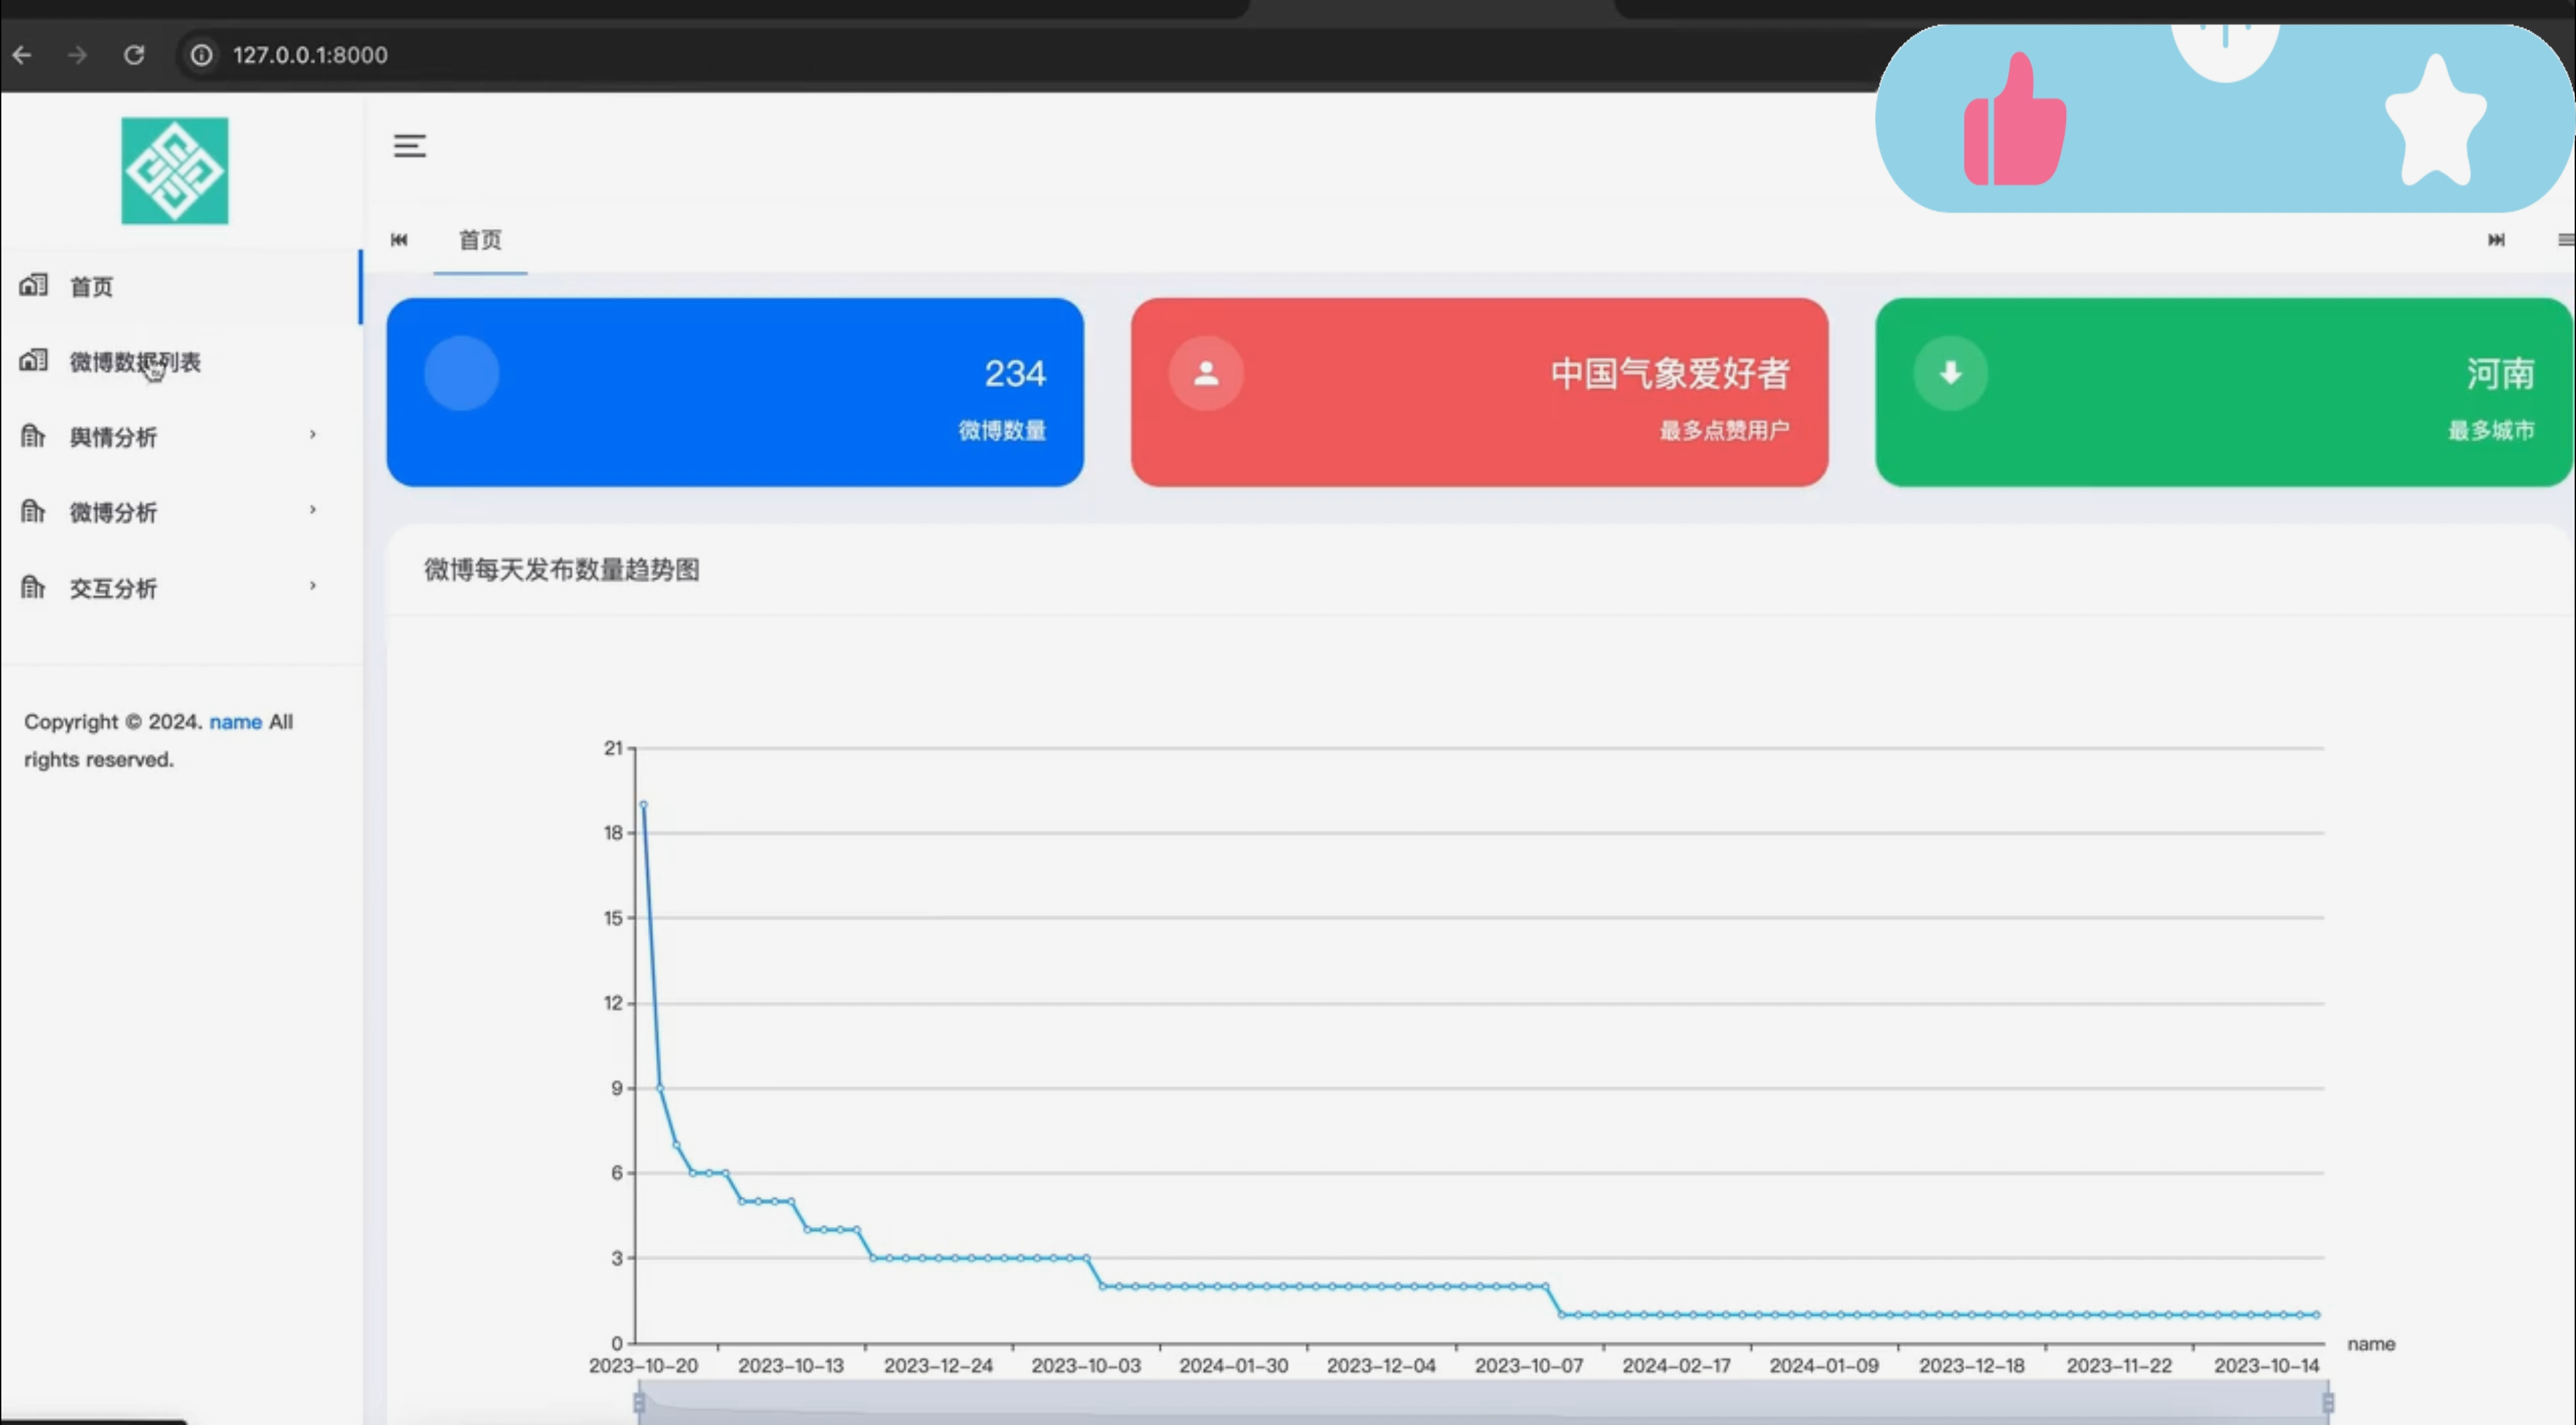 127.0.0.1:8000
首页
首页
微博数据列表
舆情分析
微博分析
交互分析
Copyright © 2024. name All
rights reserved.
234
微博数量
中国气象爱好者
最多点赞用户
河南
最多城市
微博每天发布数量趋势图
21
18
15
12
9
6
3
0
2023-10-20 2023-10-13 2023-12-24 2023-10-03 2024-01-30 2023-12-04 2023-10-07 2024-02-17 2024-01-09 2023-12-18 2023-11-22 2023-10-14
name